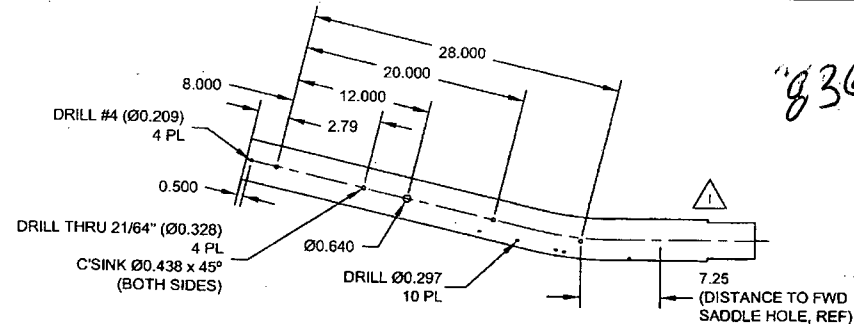 28.000
20.000
8.000
12.000
2.79
DRILL #4 (Ø0.209)
4 PL
0.500
DRILL THRU 21/64" (Ø0.328)
4 PL
C'SINK Ø0.438 x 45°
(BOTH SIDES)
Ø0.640
DRILL Ø0.297
10 PL
1
7.25
(DISTANCE TO FWD
SADDLE HOLE, REF)